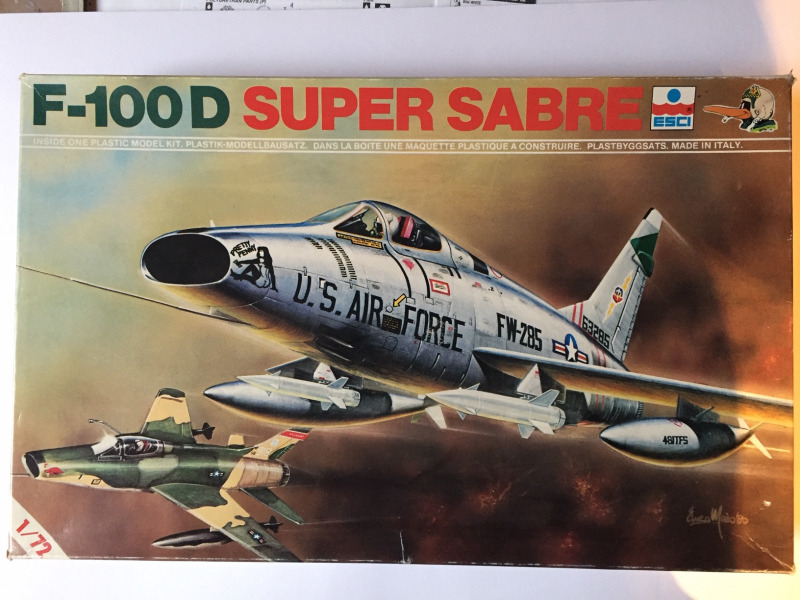 F-100D SUPER SABRE
ESCI
INSIDE ONE PLASTIC MODEL KIT. PLASTIK-MODELLBAUSATZ. DANS LA BOITE UNE MAQUETTE PLASTIQUE A CONSTRUIRE. PLASTBYGGSATS. MADE IN ITALY.
PRETTY
PENNY
U.S. AIR FORCE
FW-285
63285
481TFS
1/72